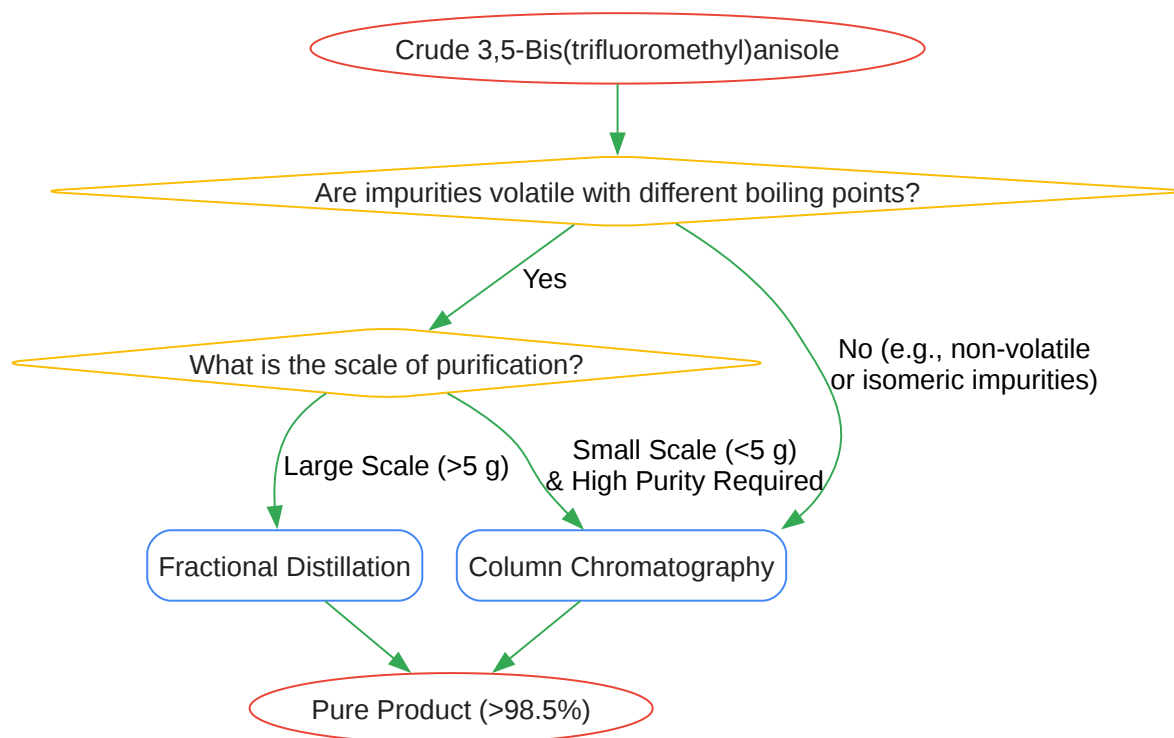 Crude 3,5-Bis(trifluoromethyl)anisole
Are impurities volatile with different boiling points?
Yes
What is the scale of purification?
No (e.g., non-volatile
or isomeric impurities)
Large Scale (>5 g)
Small Scale (<5 g)
& High Purity Required
Fractional Distillation
Column Chromatography
Pure Product (>98.5%)